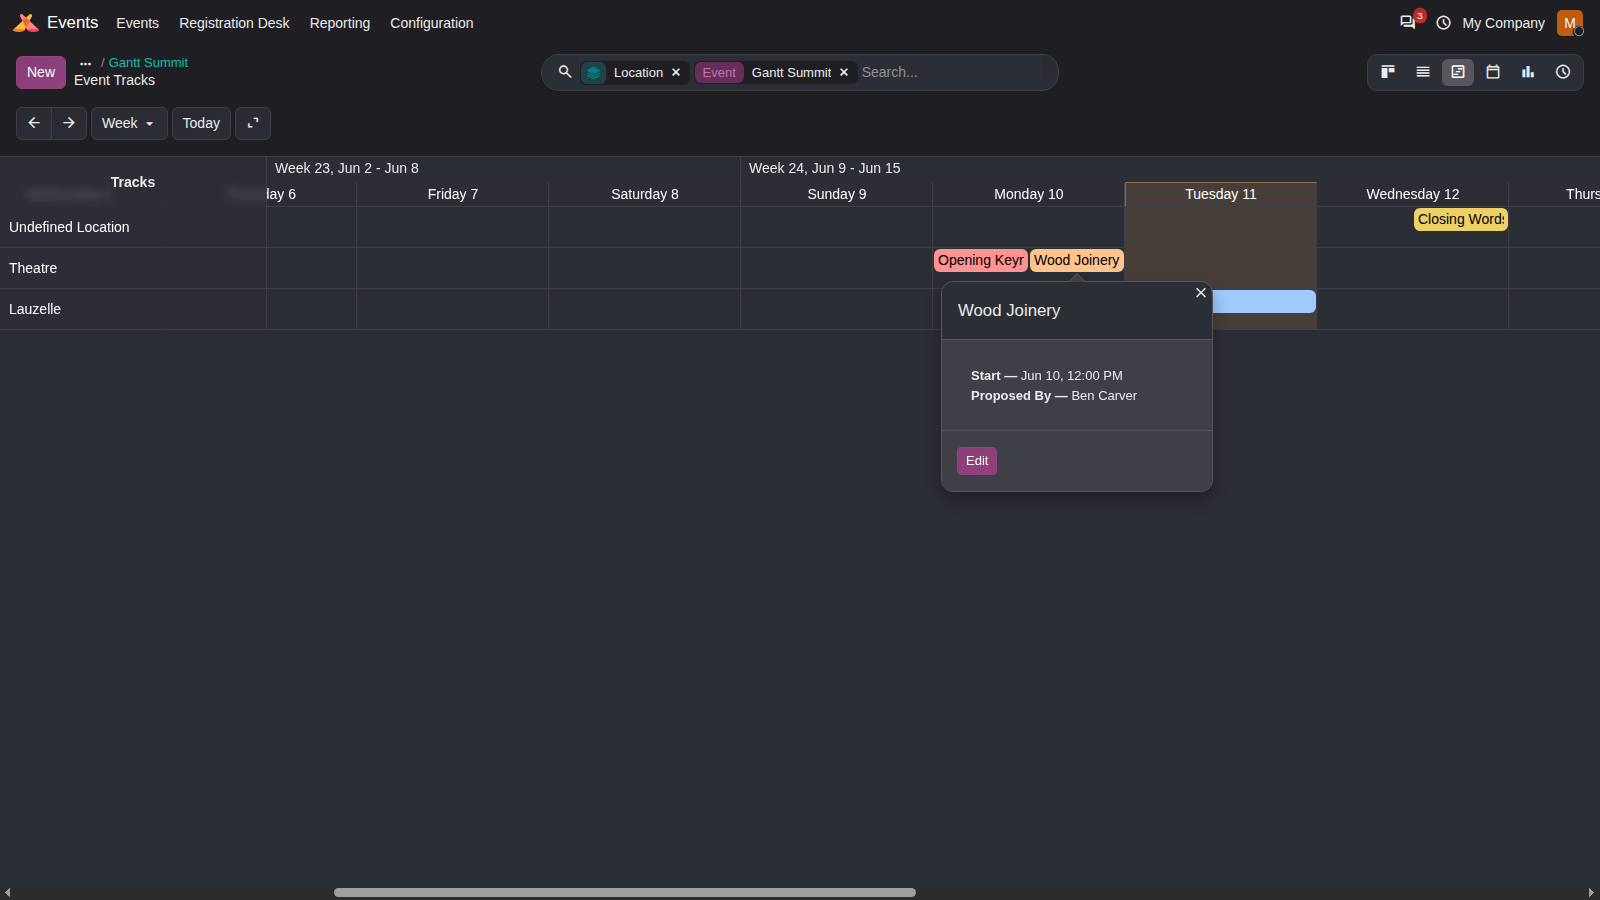 Events Events Registration Desk Reporting Configuration 3 My Company M
New ... / Gantt Summit
Event Tracks
Location × Event Gantt Summit × Search...
Week Today
Tracks Week 23, Jun 2 - Jun 8 Week 24, Jun 9 - Jun 15
day 6 Friday 7 Saturday 8 Sunday 9 Monday 10 Tuesday 11 Wednesday 12 Thurs
Undefined Location Closing Words
Theatre Opening Keyn Wood Joinery
Lauzelle
Wood Joinery
Start — Jun 10, 12:00 PM
Proposed By — Ben Carver
Edit